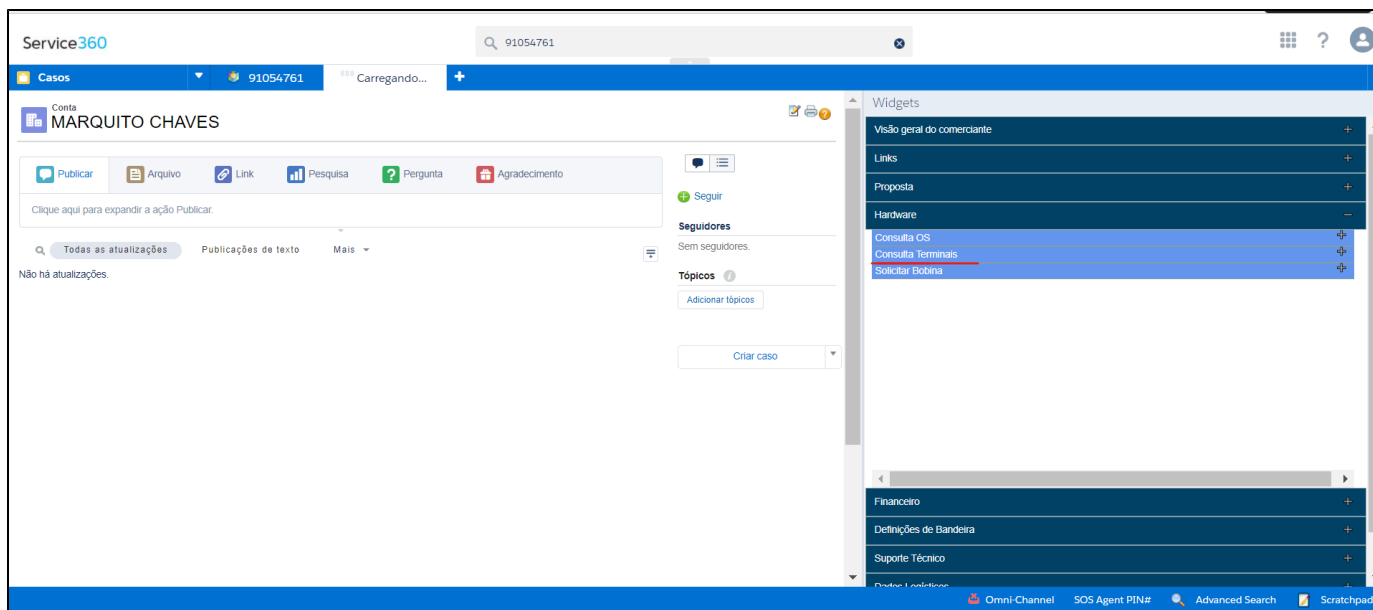 Service360
91054761
?
Casos
91054761
Carregando...
Conta
MARQUITO CHAVES
Publicar
Arquivo
Link
Pesquisa
Pergunta
Agradecimento
Clique aqui para expandir a ação Publicar.
Todas as atualizações
Publicações de texto
Mais
Não há atualizações.
Seguir
Seguidores
Sem seguidores.
Tópicos
Adicionar tópicos
Criar caso
Widgets
Visão geral do comerciante
Links
Proposta
Hardware
Consulta OS
Consulta Terminais
Solicitar Bobina
Financeiro
Definições de Bandeira
Suporte Técnico
Dados Logísticos
Omni-Channel
SOS Agent PIN#
Advanced Search
Scratchpad